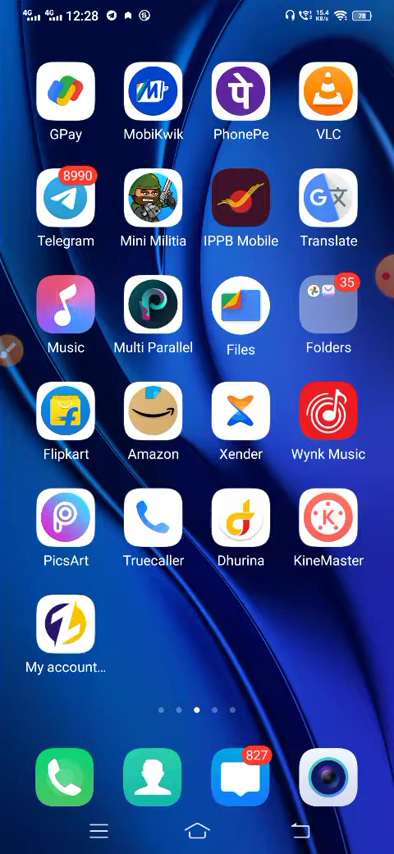 4G 4G 12:28 15.4 KB/S 78
GPay MobiKwik PhonePe VLC
8990
Telegram Mini Militia IPPB Mobile Translate
35
Music Multi Parallel Files Folders
Flipkart Amazon Xender Wynk Music
PicsArt Truecaller Dhurina KineMaster
My account...
827